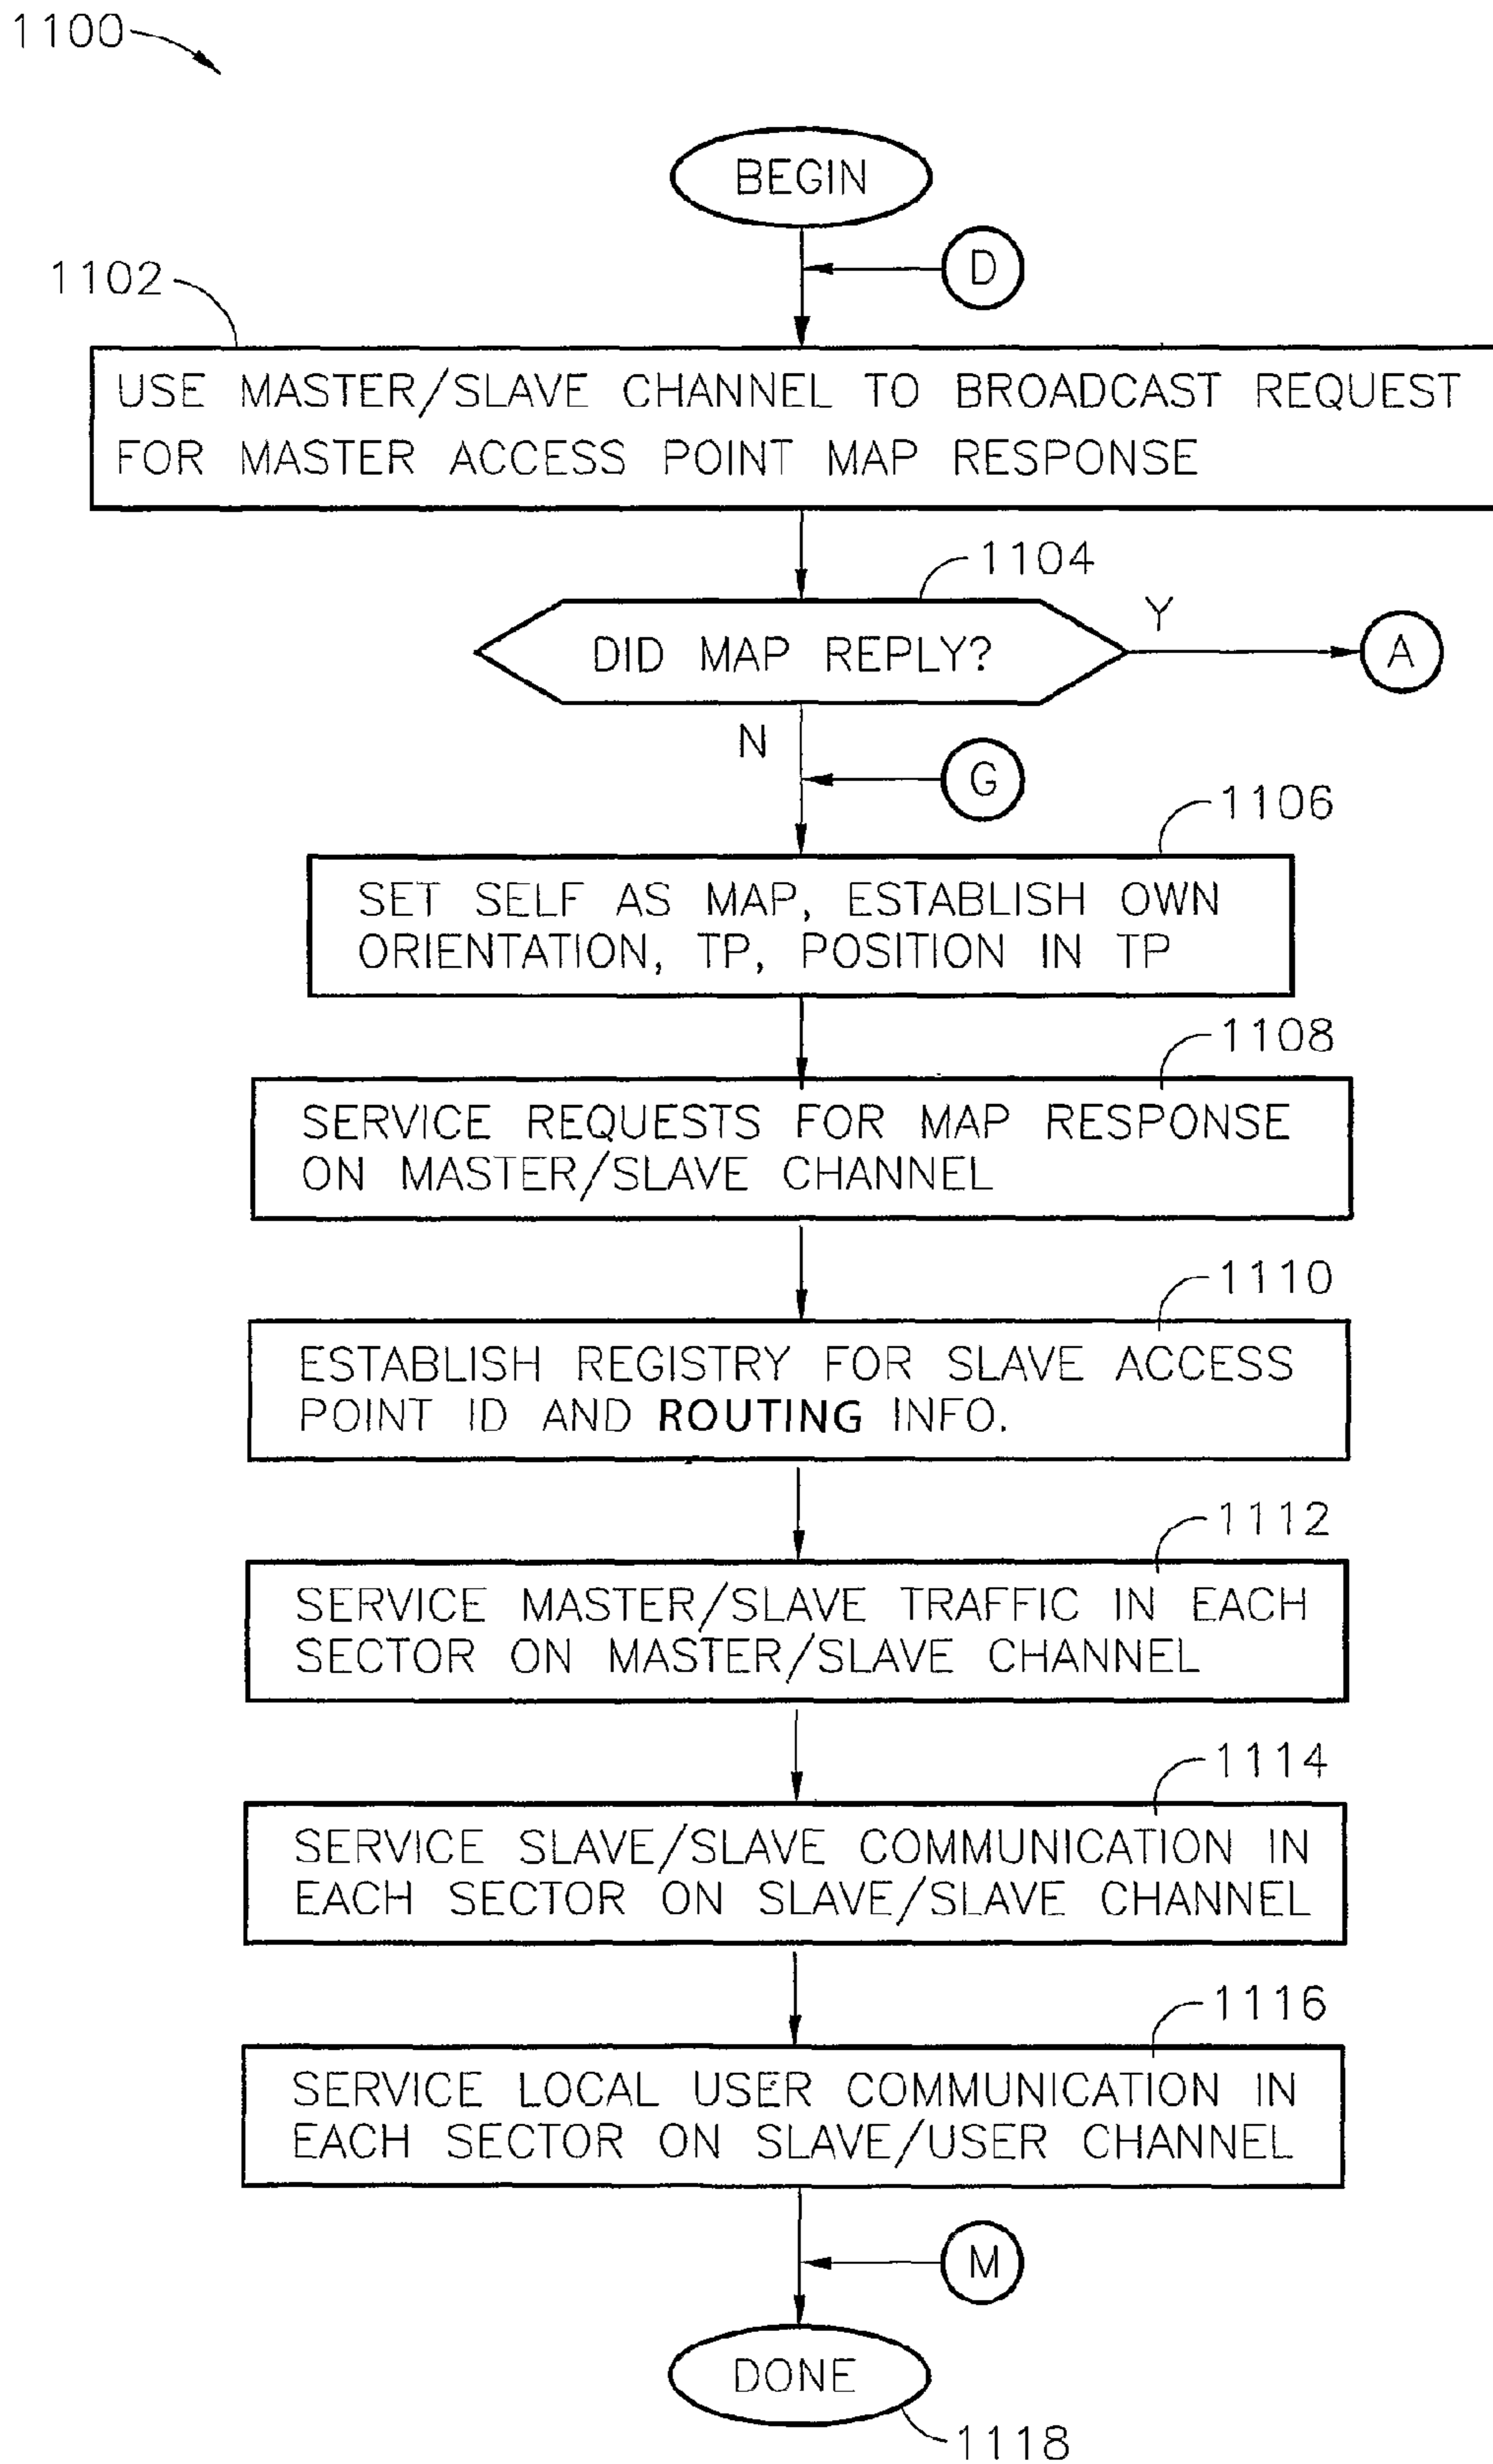 1100
BEGIN
D
1102
USE MASTER/SLAVE CHANNEL TO BROADCAST REQUEST
FOR MASTER ACCESS POINT MAP RESPONSE
1104
DID MAP REPLY?
Y
A
N
G
1106
SET SELF AS MAP, ESTABLISH OWN
ORIENTATION, TP, POSITION IN TP
1108
SERVICE REQUESTS FOR MAP RESPONSE
ON MASTER/SLAVE CHANNEL
1110
ESTABLISH REGISTRY FOR SLAVE ACCESS
POINT ID AND ROUTING INFO.
1112
SERVICE MASTER/SLAVE TRAFFIC IN EACH
SECTOR ON MASTER/SLAVE CHANNEL
1114
SERVICE SLAVE/SLAVE COMMUNICATION IN
EACH SECTOR ON SLAVE/SLAVE CHANNEL
1116
SERVICE LOCAL USER COMMUNICATION IN
EACH SECTOR ON SLAVE/USER CHANNEL
M
DONE
1118